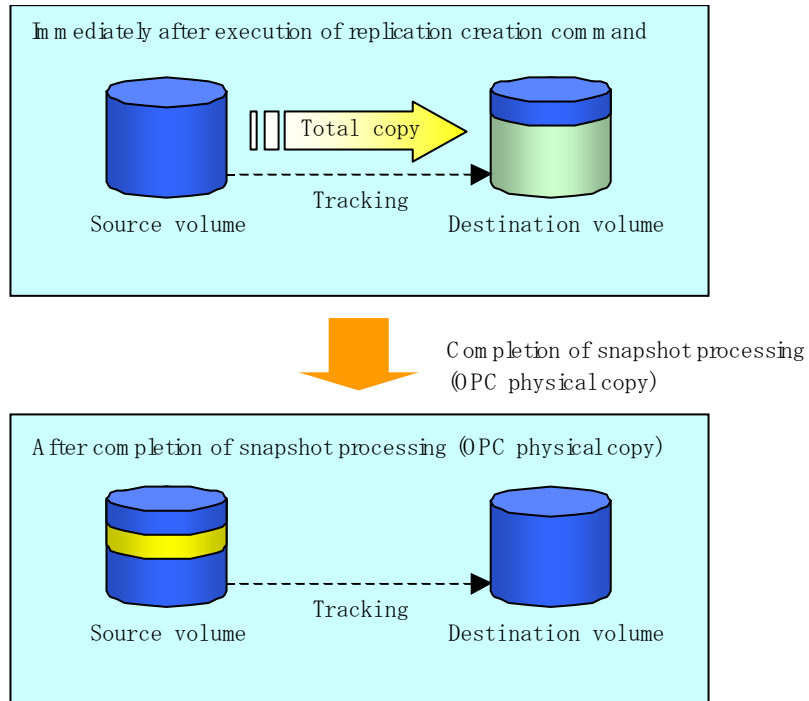 Immediately after execution of replication creation command
Total copy
Tracking
Source volume
Destination volume
Completion of snapshot processing
(OPC physical copy)
After completion of snapshot processing (OPC physical copy)
Tracking
Source volume
Destination volume